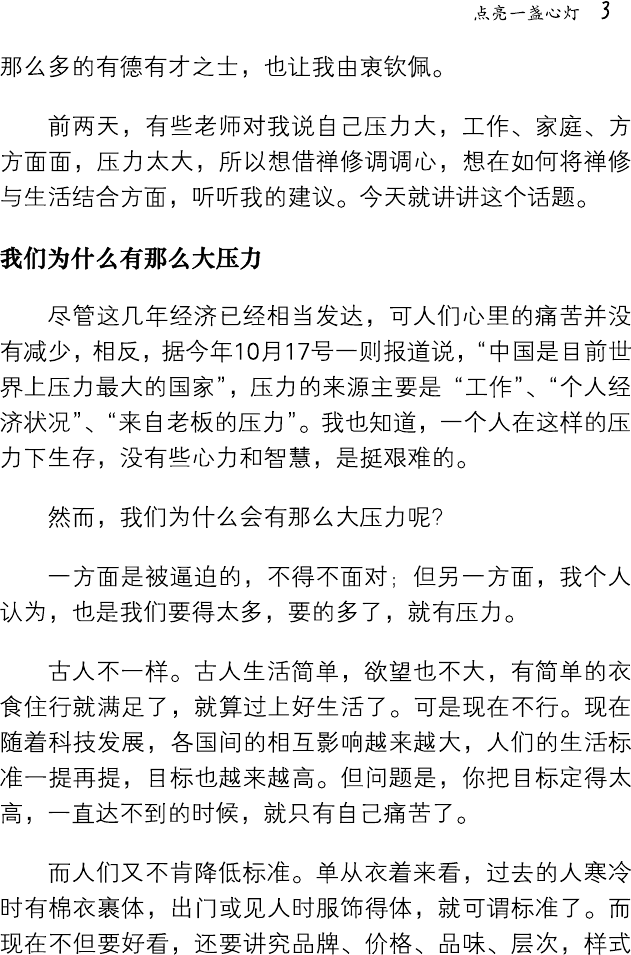 点亮一盏心灯 3
那么多的有德有才之士，也让我由衷钦佩。
前两天，有些老师对我说自己压力大，工作、家庭、方
方面面，压力太大，所以想借禅修调调心，想在如何将禅修
与生活结合方面，听听我的建议。今天就讲讲这个话题。
我们为什么有那么大压力
尽管这几年经济已经相当发达，可人们心里的痛苦并没
有减少，相反，据今年10月17号一则报道说，“中国是目前世
界上压力最大的国家”，压力的来源主要是“工作”、“个人经
济状况”、“来自老板的压力”。我也知道，一个人在这样的压
力下生存，没有些心力和智慧，是挺艰难的。
然而，我们为什么会有那么大压力呢？
一方面是被逼迫的，不得不面对；但另一方面，我个人
认为，也是我们要得太多，要的多了，就有压力。
古人不一样。古人生活简单，欲望也不大，有简单的衣
食住行就满足了，就算过上好生活了。可是现在不行。现在
随着科技发展，各国间的相互影响越来越大，人们的生活标
准一提再提，目标也越来越高。但问题是，你把目标定得太
高，一直达不到的时候，就只有自己痛苦了。
而人们又不肯降低标准。单从衣着来看，过去的人寒冷
时有棉衣裹体，出门或见人时服饰得体，就可谓标准了。而
现在不但要好看，还要讲究品牌、价格、品味、层次，样式